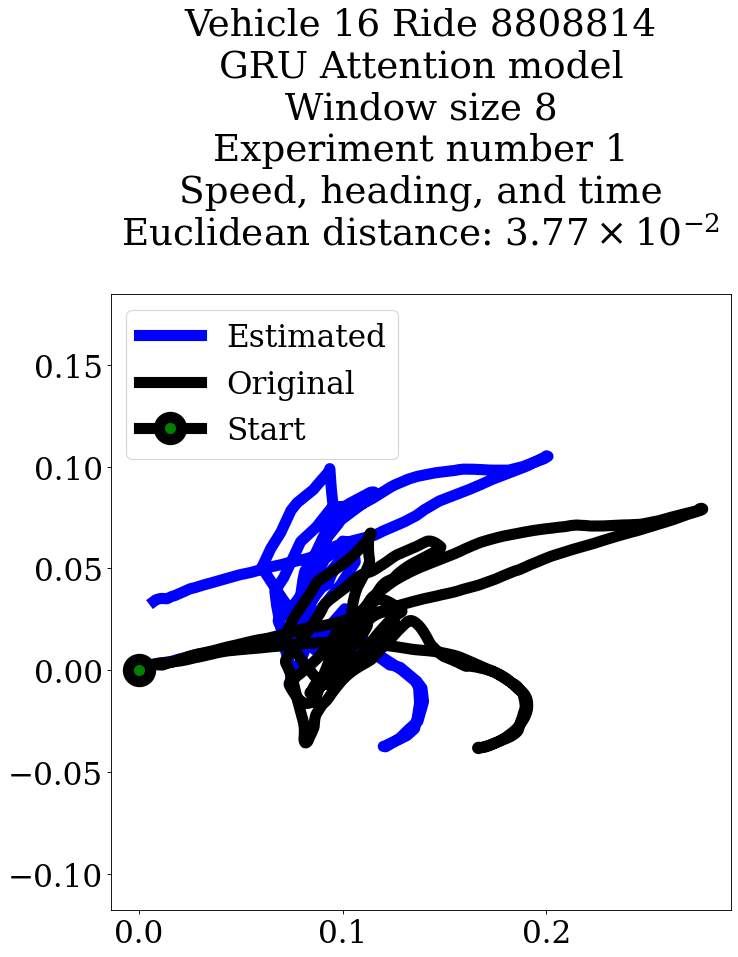 Vehicle 16 Ride 8808814
GRU Attention model
Window size 8
Experiment number 1
Speed, heading, and time
Euclidean distance: 3.77 × 10⁻²
Estimated
Original
Start
0.15
0.10
0.05
0.00
−0.05
−0.10
0.0 0.1 0.2